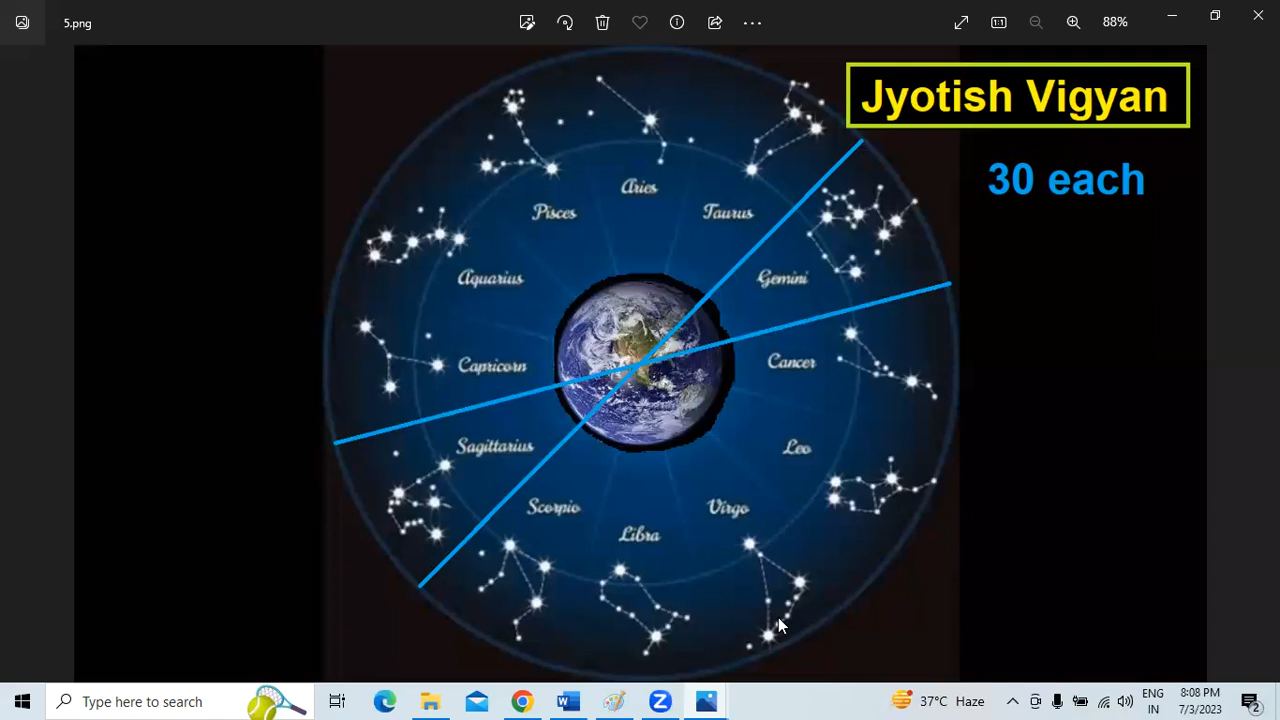 5.png
88%
Jyotish Vigyan
30 each
Aries
Pisces
Taurus
Aquarius
Gemini
Capricorn
Cancer
Sagittarius
Leo
Scorpio
Virgo
Libra
Type here to search
37°C Haze
ENG
IN
8:08 PM
7/3/2023
2